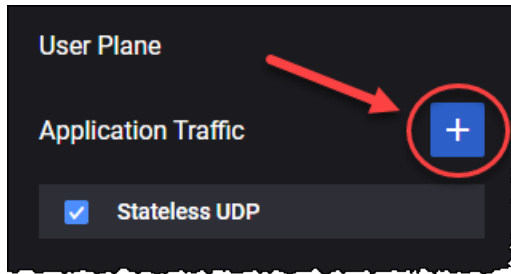 User Plane
Application Traffic
+
Stateless UDP